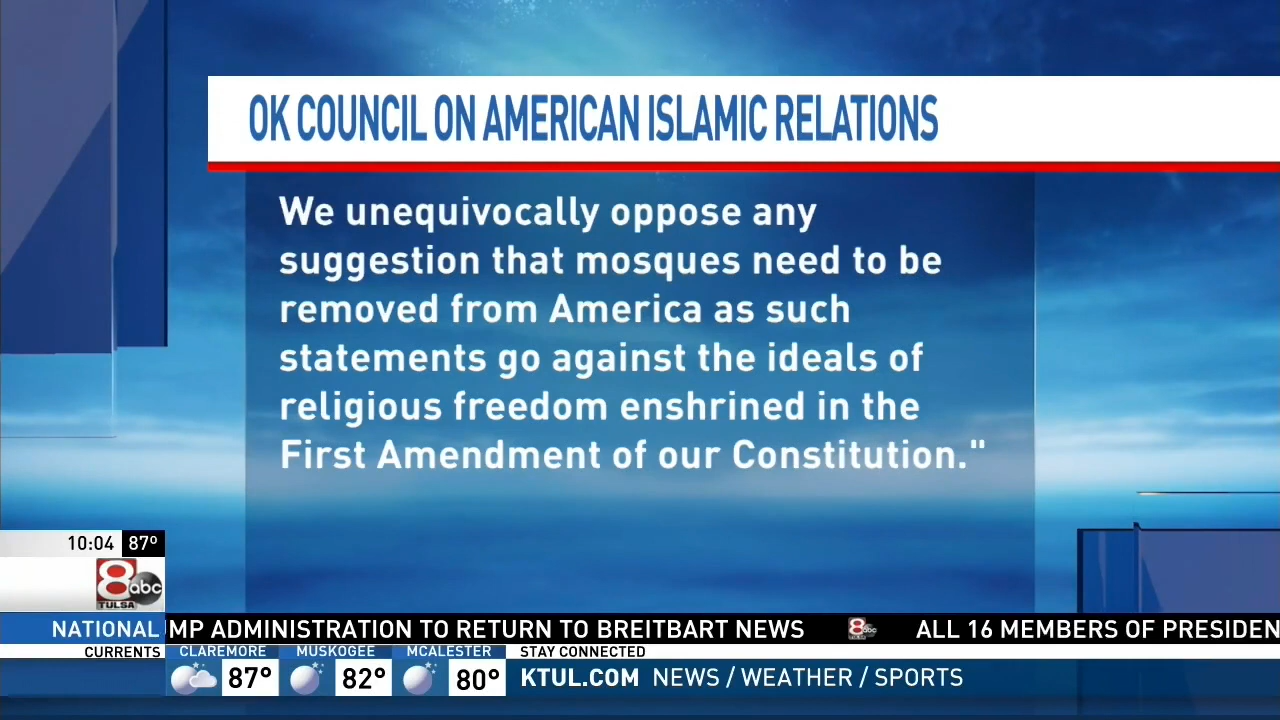 OK COUNCIL ON AMERICAN ISLAMIC RELATIONS
We unequivocally oppose any
suggestion that mosques need to be
removed from America as such
statements go against the ideals of
religious freedom enshrined in the
First Amendment of our Constitution."
10:04 87°
8 abc
TULSA
NATIONAL MP ADMINISTRATION TO RETURN TO BREITBART NEWS 8 abc ALL 16 MEMBERS OF PRESIDEN
CURRENTS CLAREMORE MUSKOGEE MCALESTER STAY CONNECTED
87° 82° 80° KTUL.COM NEWS / WEATHER / SPORTS